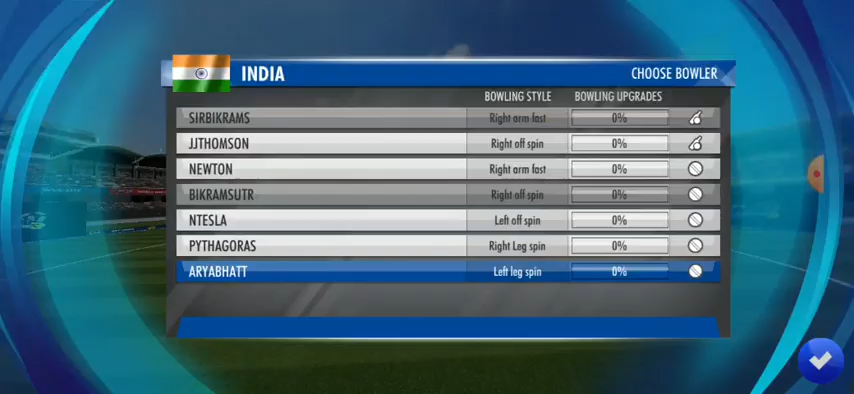 INDIA CHOOSE BOWLER
BOWLING STYLE BOWLING UPGRADES
SIRBIKRAMS Right arm fast 0%
JJTHOMSON Right off spin 0%
NEWTON Right arm fast 0%
BIKRAMSUTR Right off spin 0%
NTESLA Left off spin 0%
PYTHAGORAS Right Leg spin 0%
ARYABHATT Left leg spin 0%